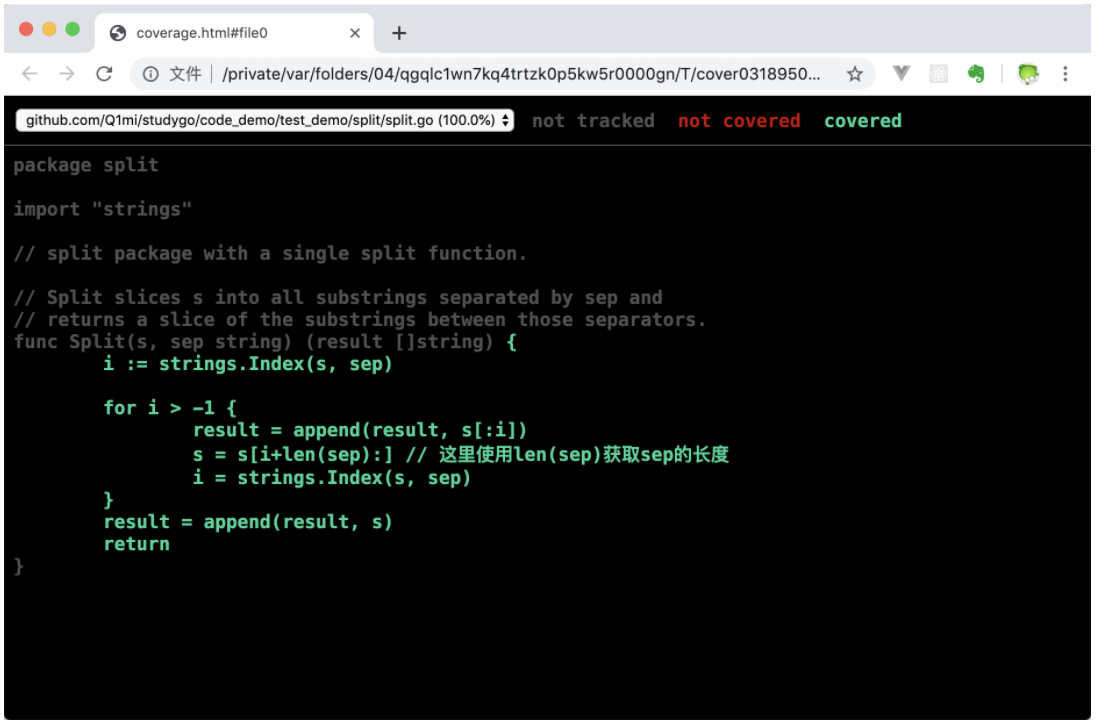 coverage.html#file0
文件 /private/var/folders/04/qgqlc1wn7kq4trtzk0p5kw5r0000gn/T/cover0318950...
github.com/Q1mi/studygo/code_demo/test_demo/split/split.go (100.0%) not tracked not covered covered
package split
import "strings"
// split package with a single split function.
// Split slices s into all substrings separated by sep and
// returns a slice of the substrings between those separators.
func Split(s, sep string) (result []string) {
i := strings.Index(s, sep)
for i > -1 {
result = append(result, s[:i])
s = s[i+len(sep):] // 这里使用len(sep)获取sep的长度
i = strings.Index(s, sep)
}
result = append(result, s)
return
}